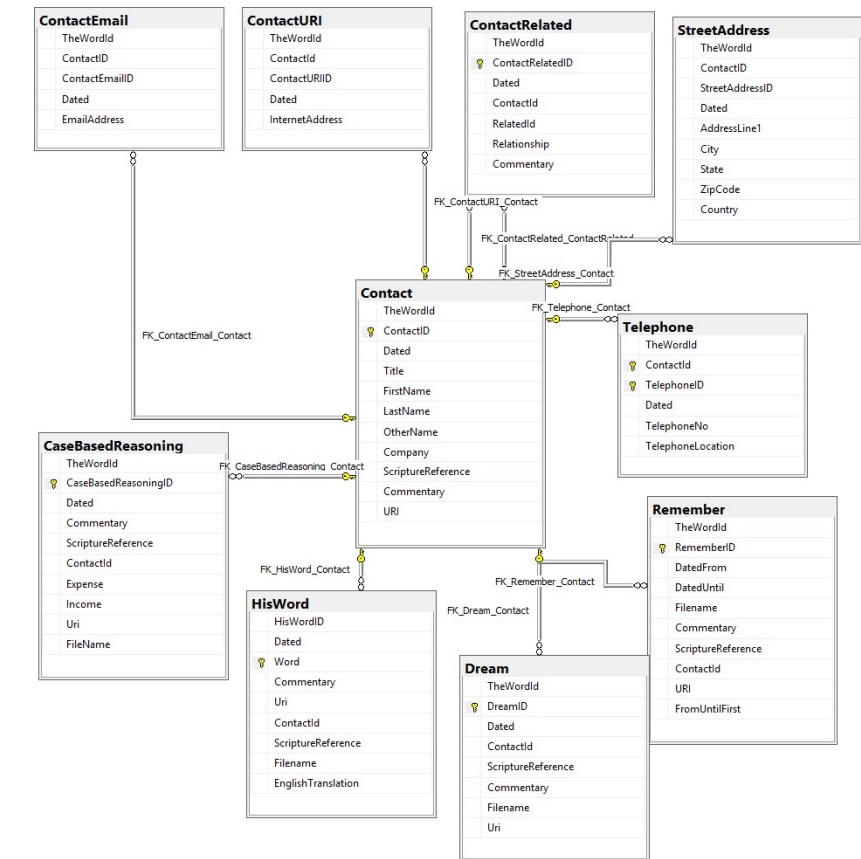 ContactEmail
TheWordId
ContactID
ContactEmailID
Dated
EmailAddress
ContactURI
TheWordId
ContactId
ContactURIID
Dated
InternetAddress
ContactRelated
TheWordId
ContactRelatedID
Dated
ContactId
RelatedId
Relationship
Commentary
StreetAddress
TheWordId
ContactID
StreetAddressID
Dated
AddressLine1
City
State
ZipCode
Country
FK_ContactURI_Contact
FK_ContactRelated_ContactRelated
FK_StreetAddress_Contact
FK_Telephone_Contact
FK_ContactEmail_Contact
Contact
TheWordId
ContactID
Dated
Title
FirstName
LastName
OtherName
Company
ScriptureReference
Commentary
URI
Telephone
TheWordId
ContactId
TelephoneID
Dated
TelephoneNo
TelephoneLocation
CaseBasedReasoning
TheWordId
CaseBasedReasoningID
Dated
Commentary
ScriptureReference
ContactId
Expense
Income
Uri
FileName
FK_CaseBasedReasoning_Contact
FK_HisWord_Contact
FK_Remember_Contact
FK_Dream_Contact
HisWord
HisWordID
Dated
Word
Commentary
Uri
ContactId
ScriptureReference
Filename
EnglishTranslation
Dream
TheWordId
DreamID
Dated
ContactId
ScriptureReference
Commentary
Filename
Uri
Remember
TheWordId
RememberID
DatedFrom
DatedUntil
Filename
Commentary
ScriptureReference
ContactId
URI
FromUntilFirst